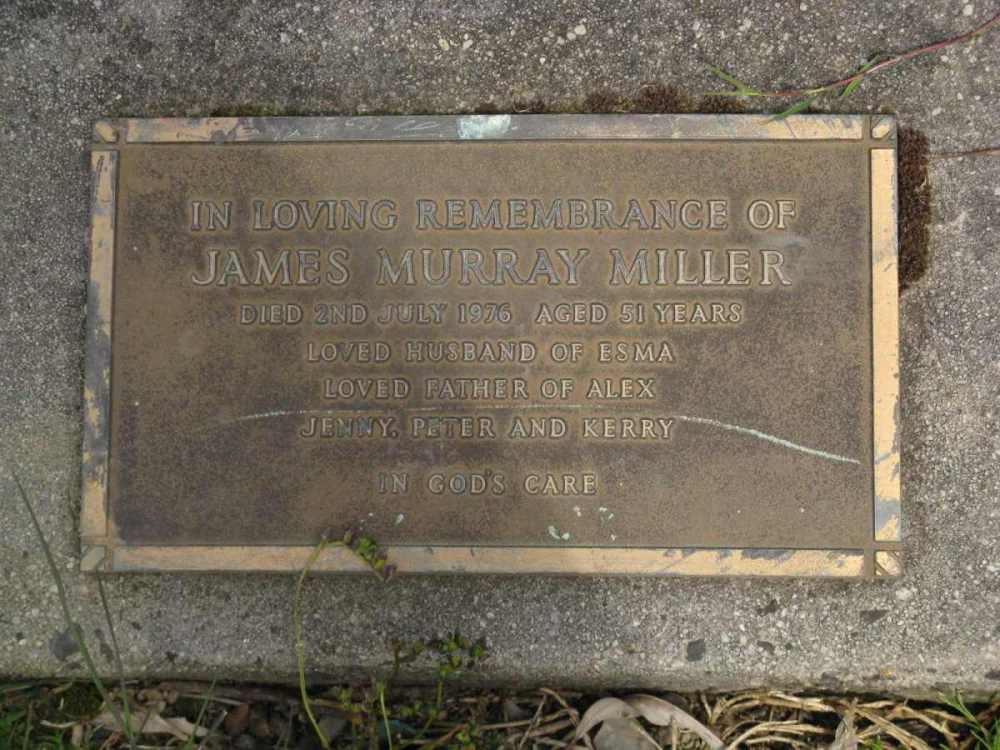 IN LOVING REMEMBRANCE OF
JAMES MURRAY MILLER
DIED 2ND JULY 1976 AGED 51 YEARS
LOVED HUSBAND OF ESMA
LOVED FATHER OF ALEX
JENNY, PETER AND KERRY
IN GOD'S CARE